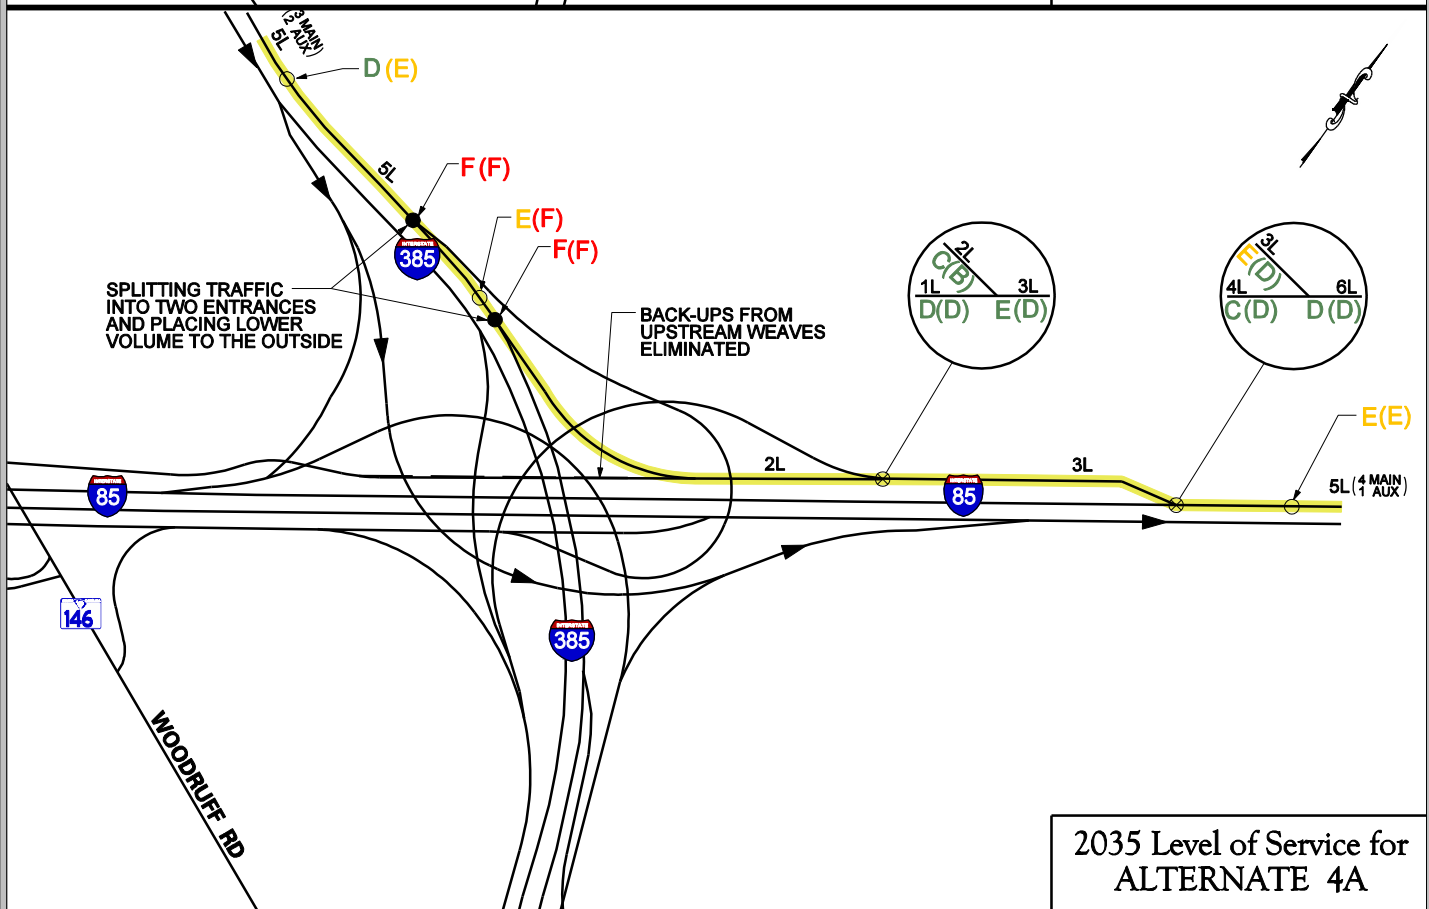 (3 MAIN
2 AUX)
5L
D (E)
5L
F (F)
E(F)
F(F)
385
SPLITTING TRAFFIC
INTO TWO ENTRANCES
AND PLACING LOWER
VOLUME TO THE OUTSIDE
BACK-UPS FROM
UPSTREAM WEAVES
ELIMINATED
2L
C(B)
1L
3L
D(D)
E(D)
3L
E(D)
4L
6L
C(D)
D(D)
E(E)
2L
3L
5L (4 MAIN
1 AUX)
85
85
146
385
WOODRUFF RD
2035 Level of Service for
ALTERNATE 4A